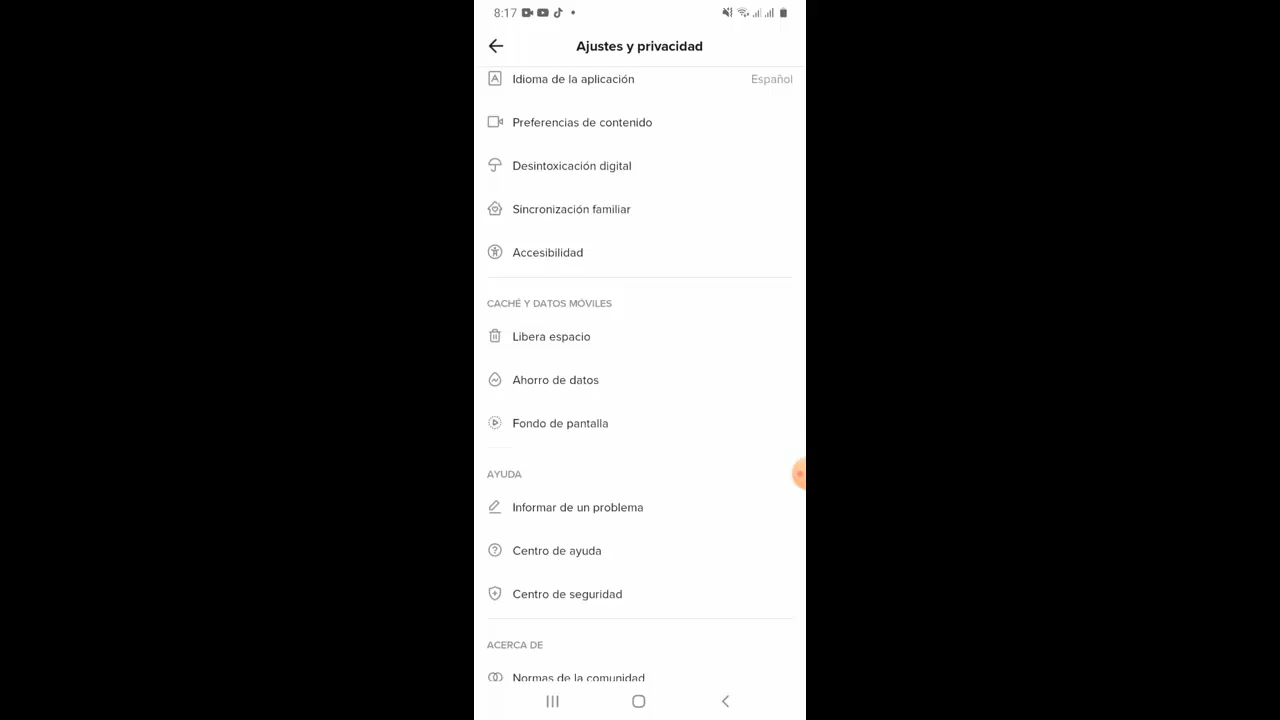 8:17
Ajustes y privacidad
Idioma de la aplicación Español
Preferencias de contenido
Desintoxicación digital
Sincronización familiar
Accesibilidad
CACHÉ Y DATOS MÓVILES
Libera espacio
Ahorro de datos
Fondo de pantalla
AYUDA
Informar de un problema
Centro de ayuda
Centro de seguridad
ACERCA DE
Normas de la comunidad